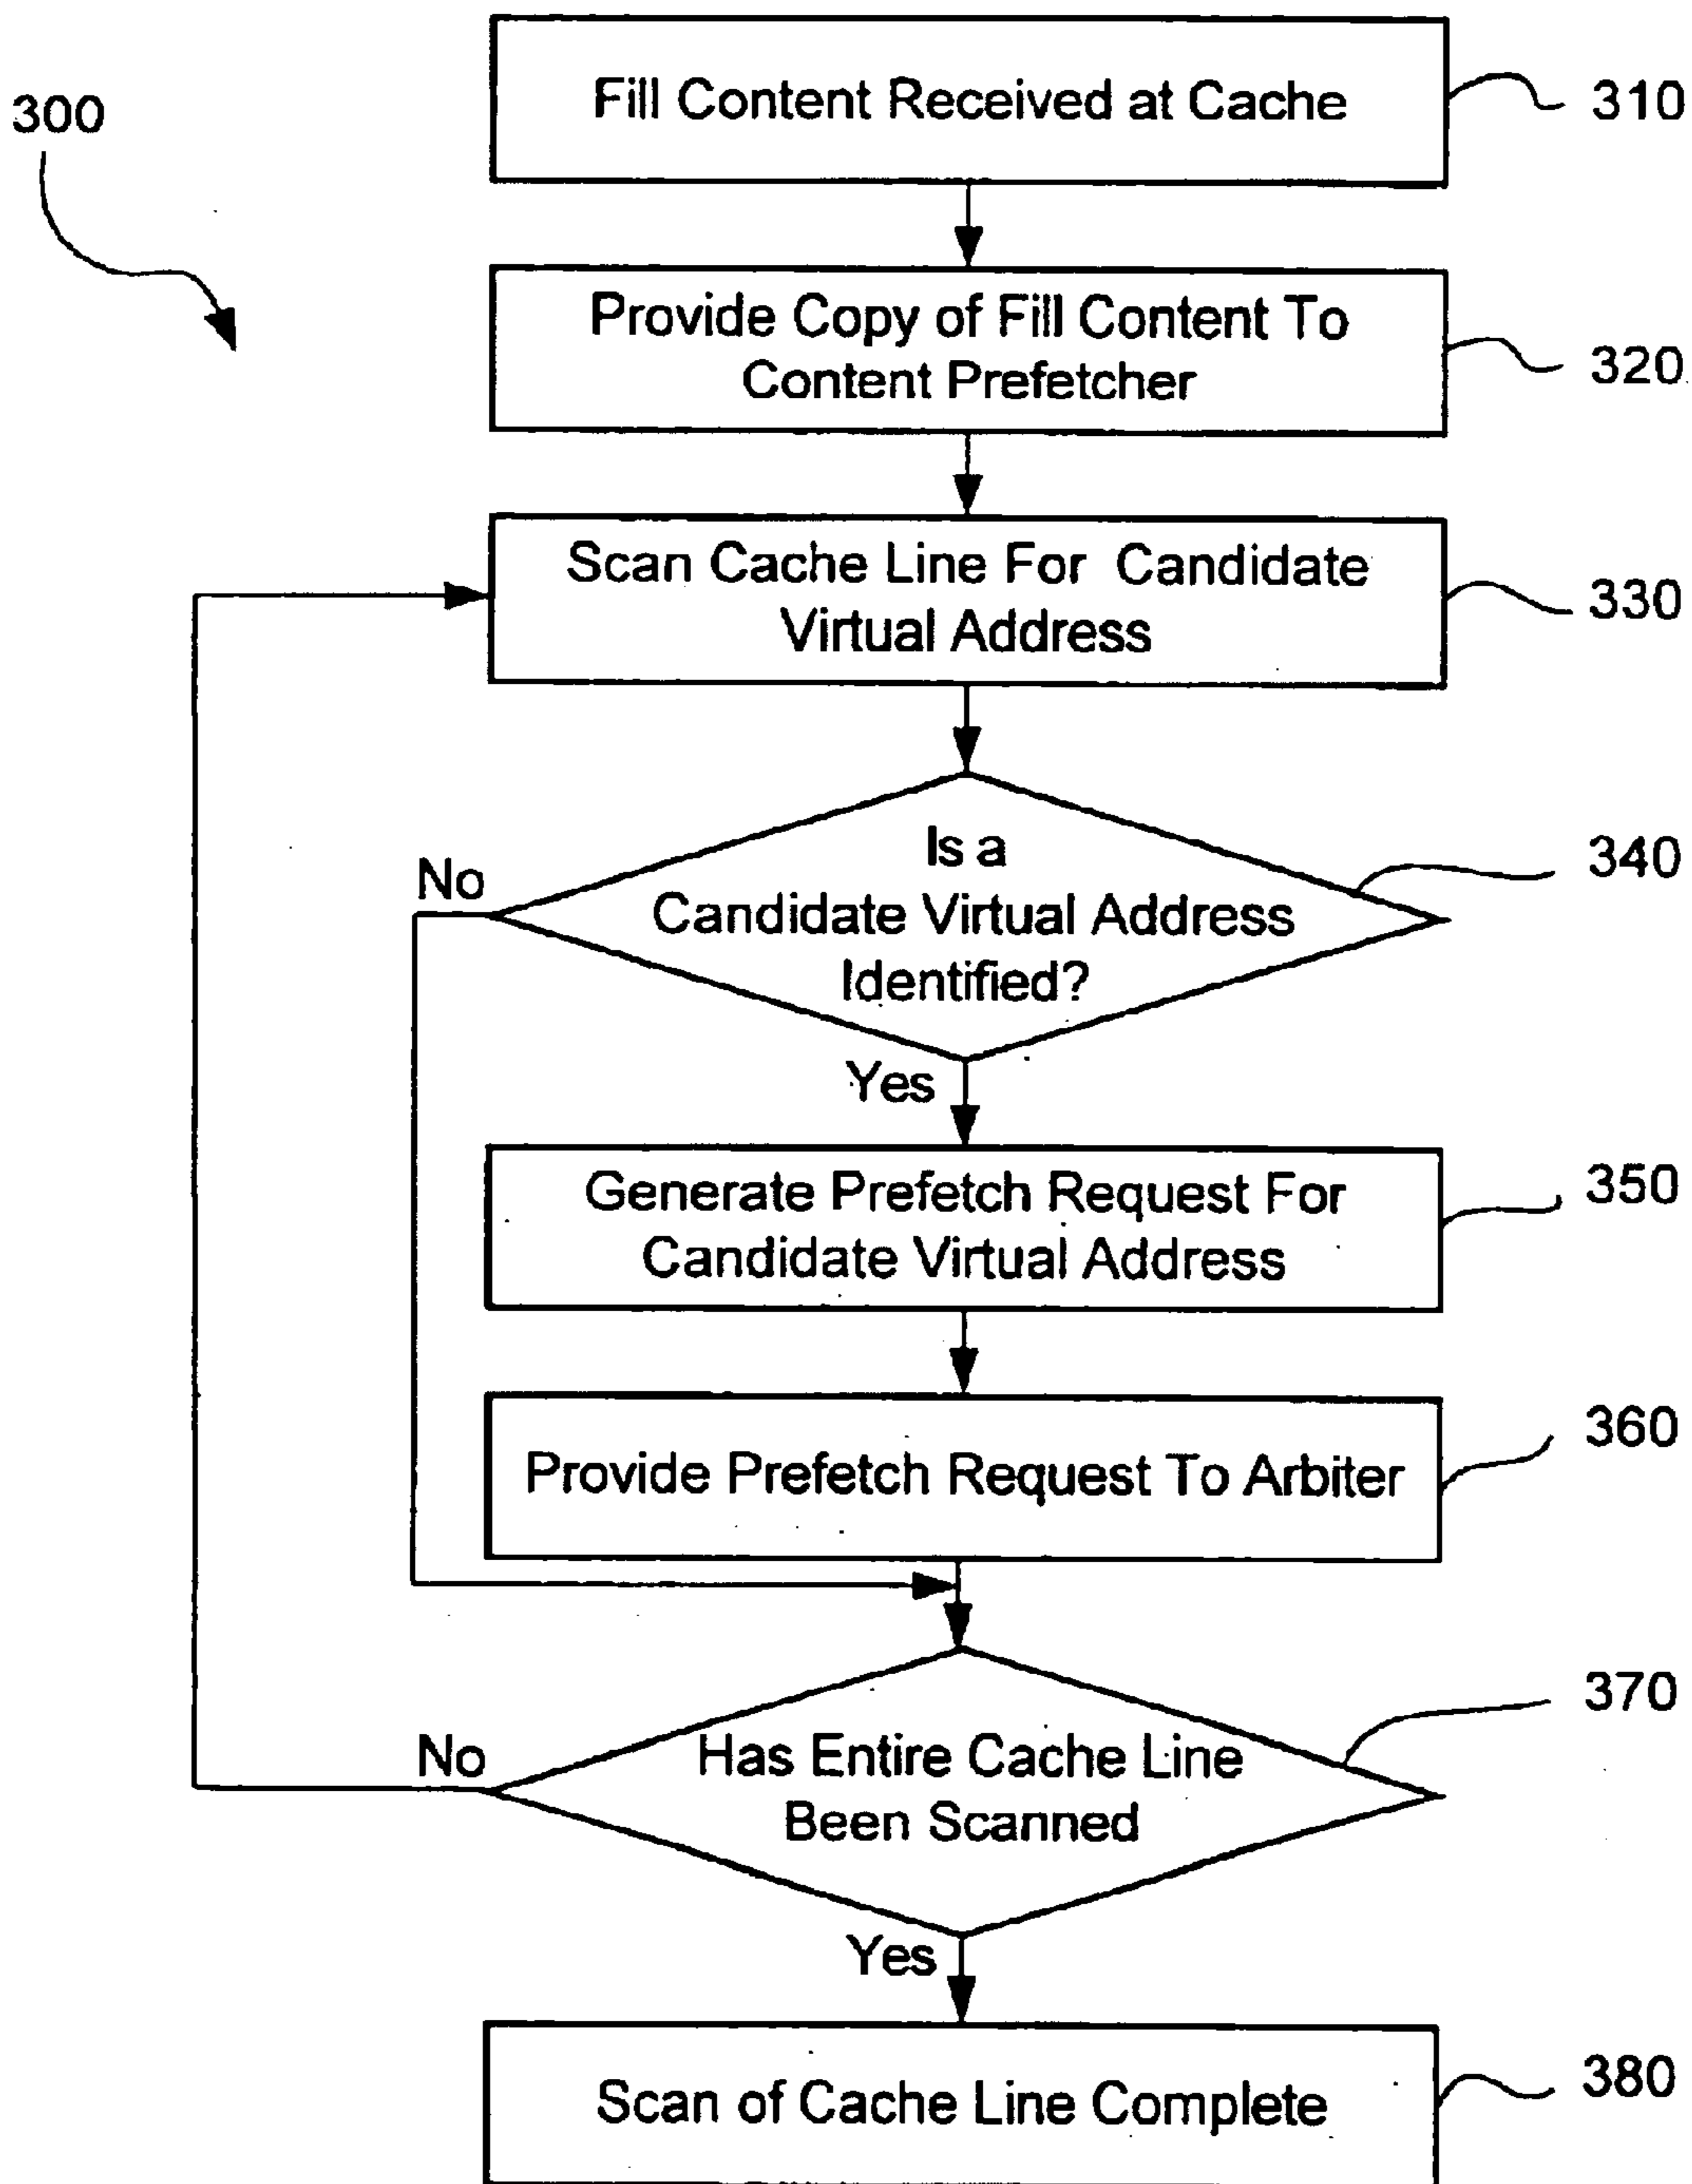 300
Fill Content Received at Cache
310
Provide Copy of Fill Content To
Content Prefetcher
320
Scan Cache Line For Candidate
Virtual Address
330
Is a
Candidate Virtual Address
Identified?
340
No
Yes
Generate Prefetch Request For
Candidate Virtual Address
350
Provide Prefetch Request To Arbiter
360
Has Entire Cache Line
Been Scanned
370
No
Yes
Scan of Cache Line Complete
380